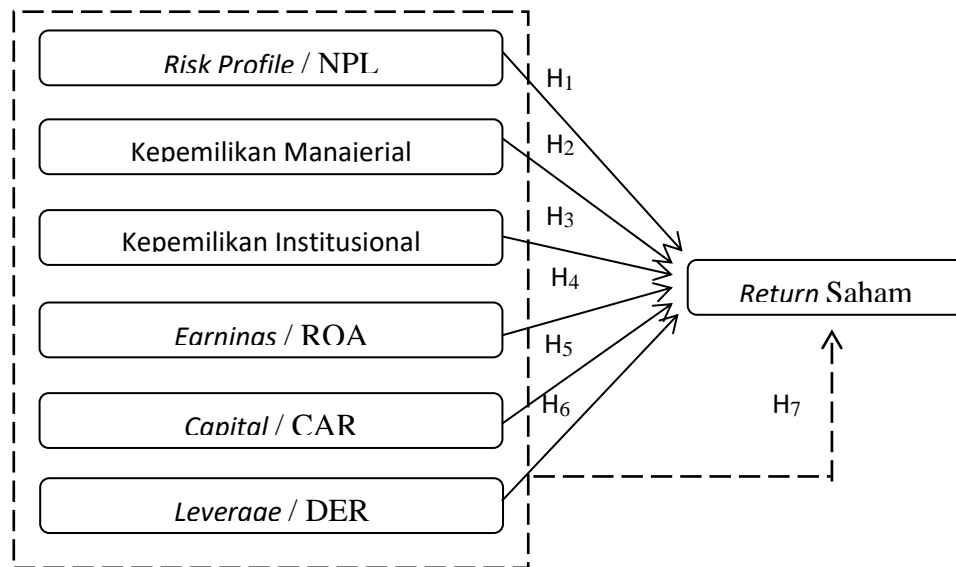 Risk Profile / NPL
H1
Kepemilikan Manajerial
H2
Kepemilikan Institusional
H3
H4
Return Saham
Earnings / ROA
H5
Capital / CAR
H6
H7
Leverage / DER